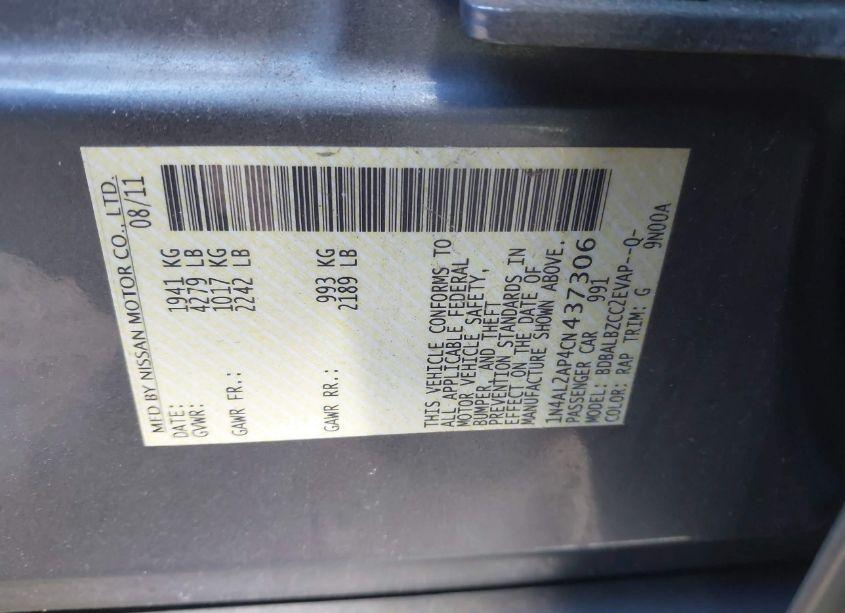 MFD BY NISSAN MOTOR CO., LTD.
DATE: 08/11
GVWR: 1941 KG
4279 LB
GAWR FR.: 1017 KG
2242 LB
GAWR RR.: 993 KG
2189 LB
THIS VEHICLE CONFORMS TO
ALL APPLICABLE FEDERAL
MOTOR VEHICLE SAFETY,
BUMPER, AND THEFT
PREVENTION STANDARDS IN
EFFECT ON THE DATE OF
MANUFACTURE SHOWN ABOVE.
1N4AL2AP4CN437306
PASSENGER CAR 991
MODEL: BDBALBZCCZEVAP--Q-
COLOR: RAP TRIM: G 9N00A